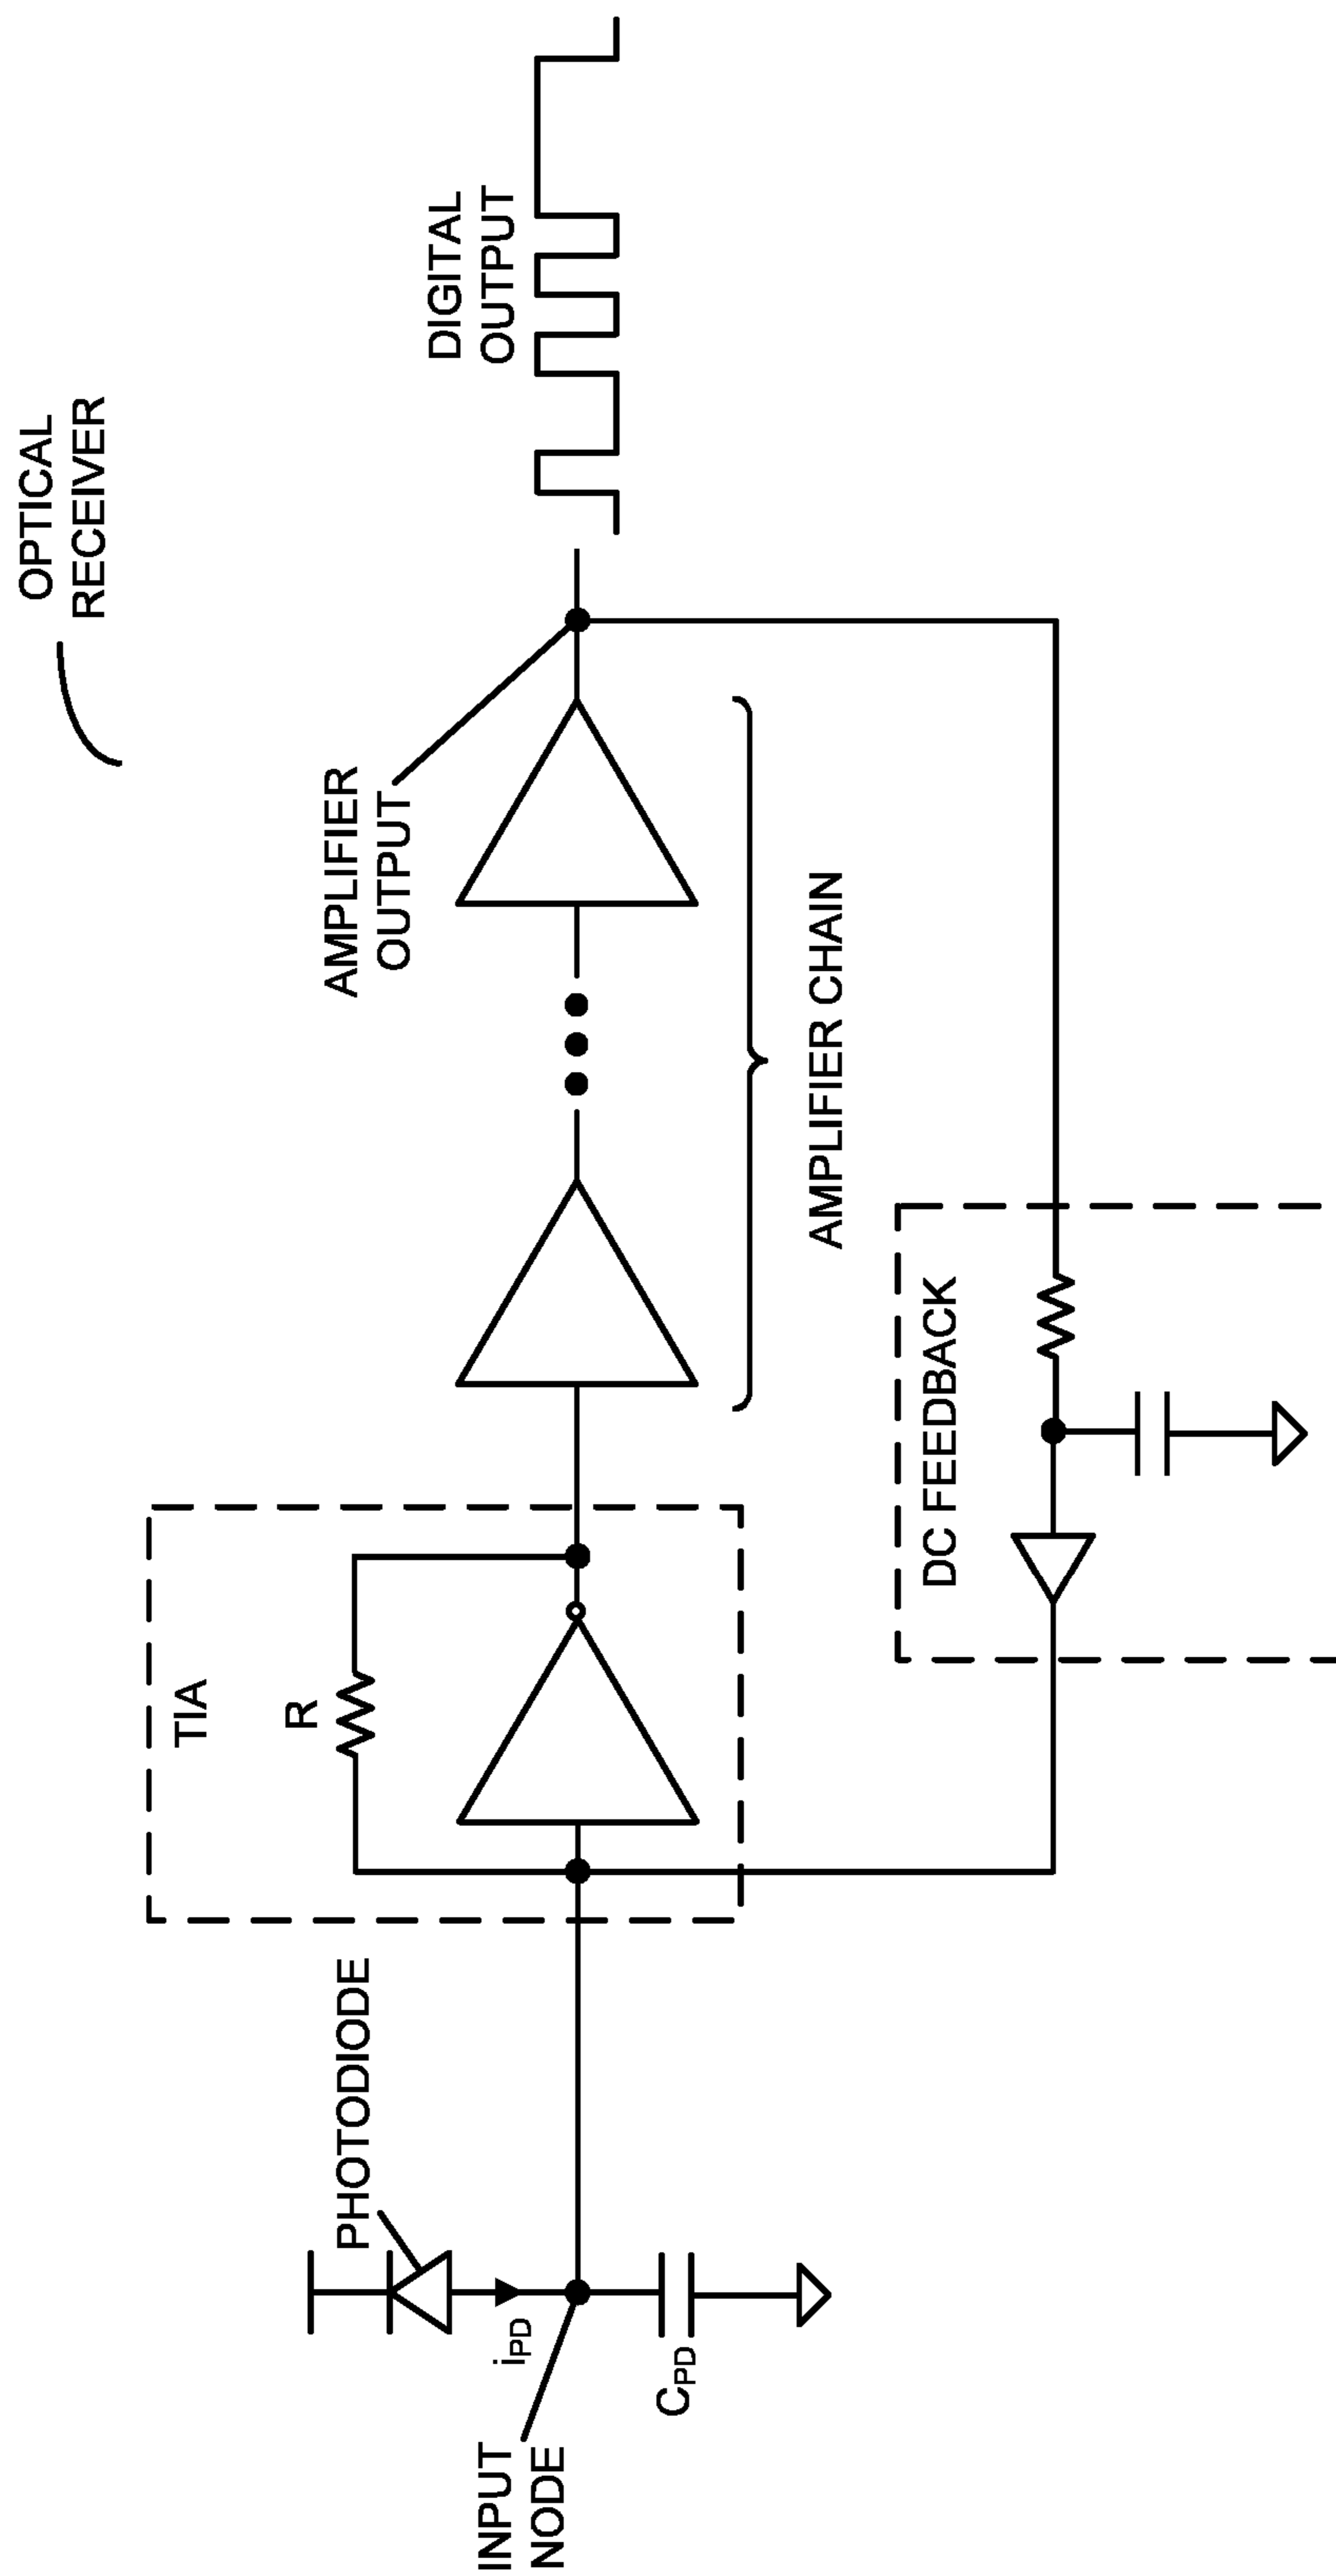 OPTICAL
RECEIVER
PHOTODIODE
TIA
R
AMPLIFIER
OUTPUT
DIGITAL
OUTPUT
INPUT
NODE
iPD
CPD
AMPLIFIER CHAIN
DC FEEDBACK